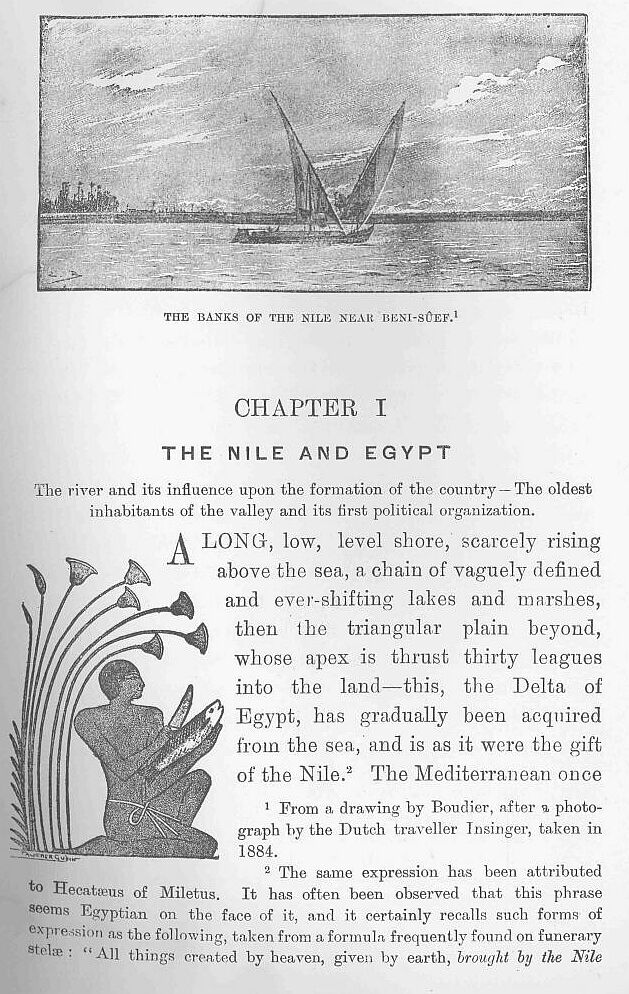 THE BANKS OF THE NILE NEAR BENI-SÛEF.¹
CHAPTER I
THE NILE AND EGYPT
The river and its influence upon the formation of the country—The oldest
inhabitants of the valley and its first political organization.
A LONG, low, level shore, scarcely rising
above the sea, a chain of vaguely defined
and ever-shifting lakes and marshes,
then the triangular plain beyond,
whose apex is thrust thirty leagues
into the land—this, the Delta of
Egypt, has gradually been acquired
from the sea, and is as it were the gift
of the Nile.² The Mediterranean once
¹ From a drawing by Boudier, after a photo-
graph by the Dutch traveller Insinger, taken in
1884.
² The same expression has been attributed
to Hecatæus of Miletus. It has often been observed that this phrase
seems Egyptian on the face of it, and it certainly recalls such forms of
expression as the following, taken from a formula frequently found on funerary
stelæ: "All things created by heaven, given by earth, brought by the Nile